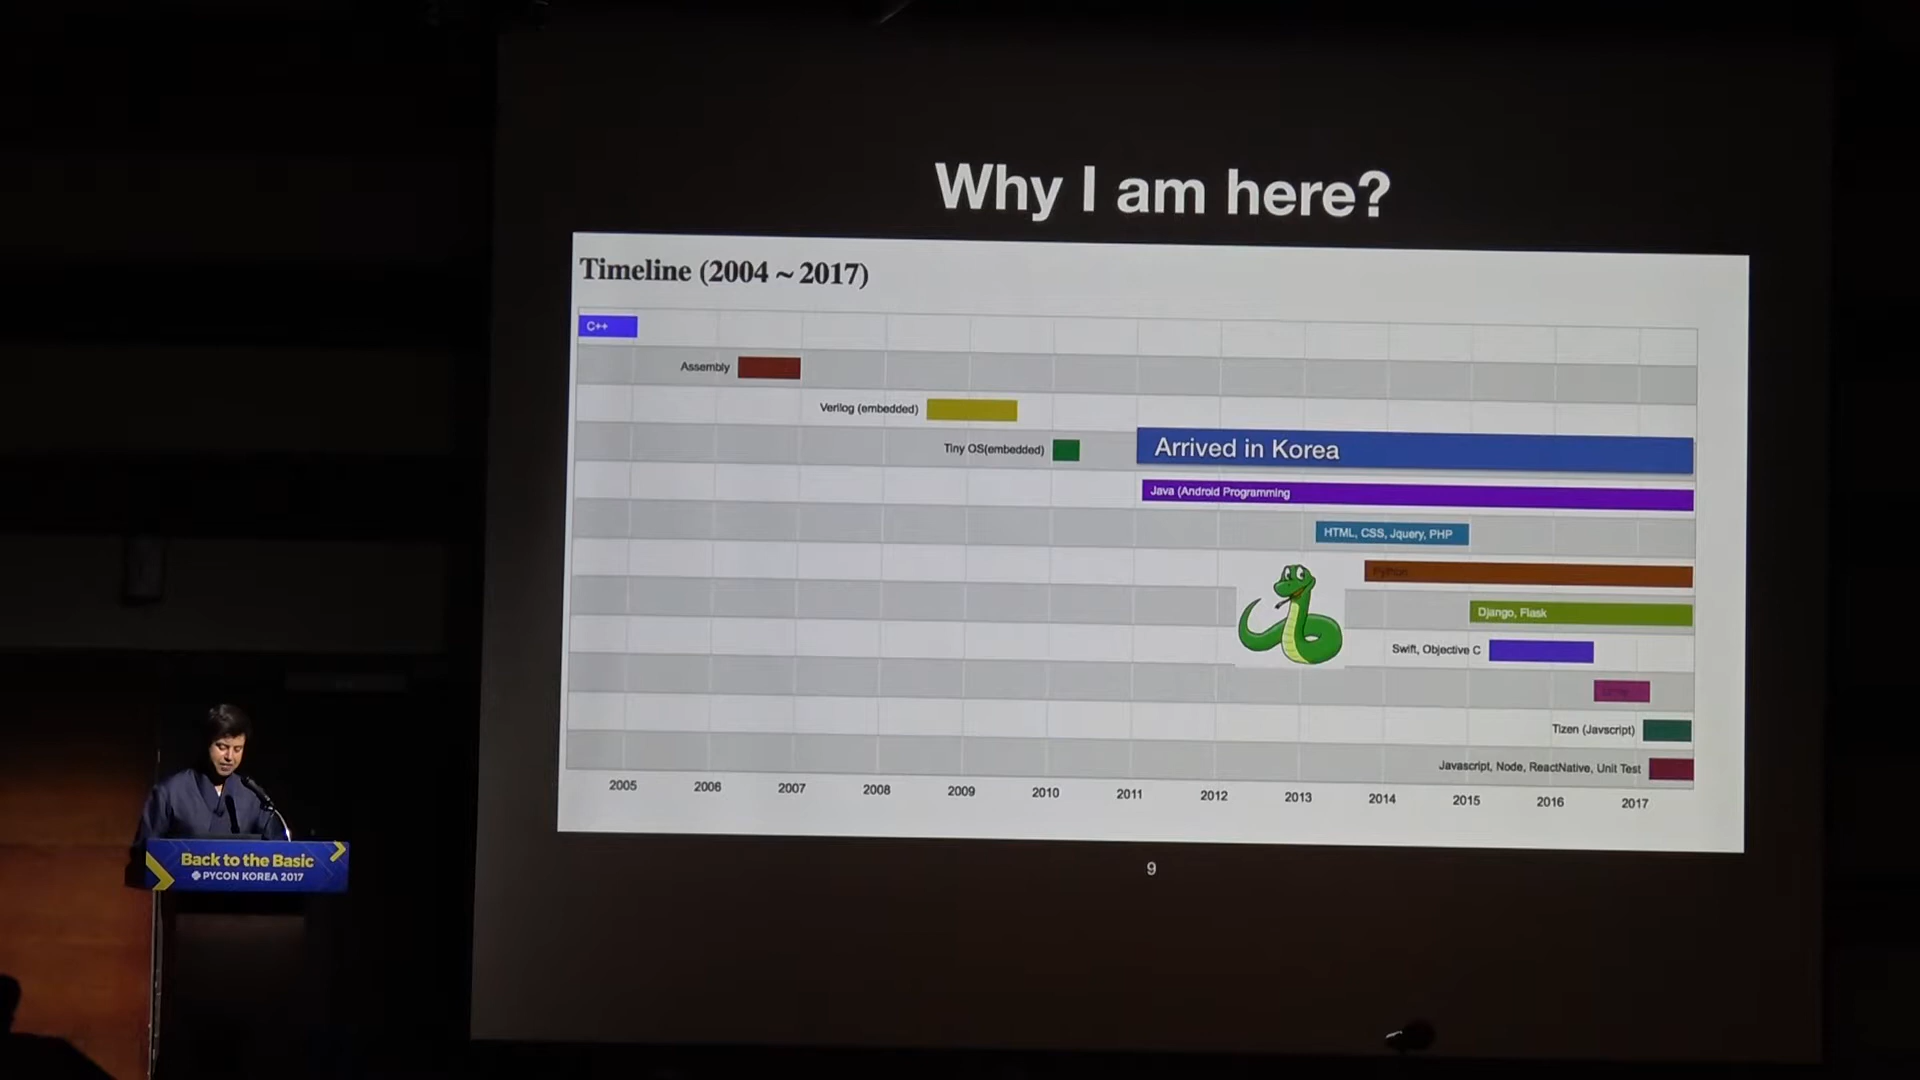 Why I am here?
Timeline (2004 ~ 2017)
C++
Assembly
Verilog (embedded)
Tiny OS(embedded)
Arrived in Korea
Java (Android Programming
HTML, CSS, Jquery, PHP
Python
Django, Flask
Swift, Objective C
Tizen (Javscript)
Javascript, Node, ReactNative, Unit Test
2005 2006 2007 2008 2009 2010 2011 2012 2013 2014 2015 2016 2017
9
Back to the Basic
PYCON KOREA 2017